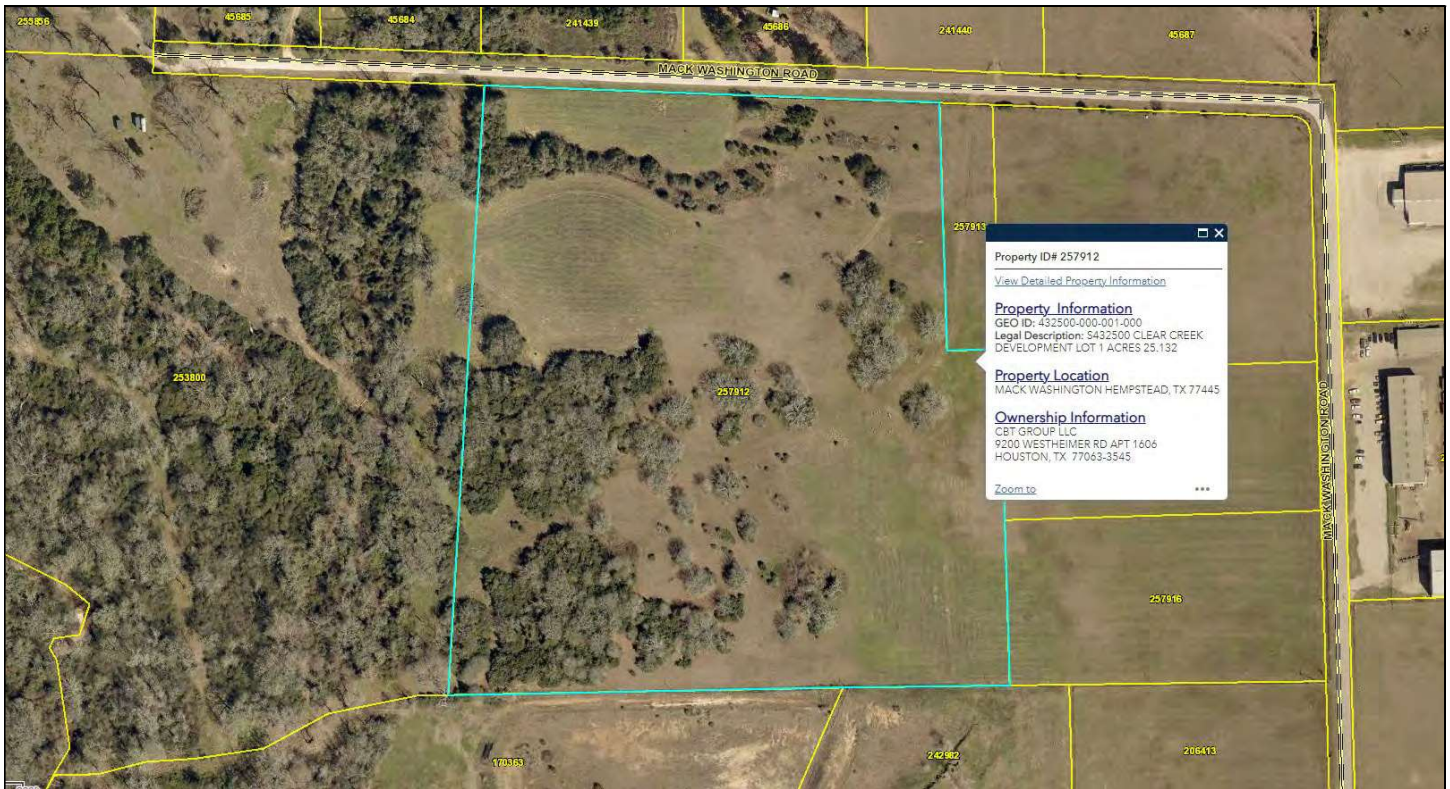 255856
45685
45684
241439
45686
241440
45687
MACK WASHINGTON ROAD
257913
Property ID# 257912
View Detailed Property Information
Property Information
GEO ID: 432500-000-001-000
Legal Description: S432500 CLEAR CREEK
DEVELOPMENT LOT 1 ACRES 25.132
Property Location
MACK WASHINGTON HEMPSTEAD, TX 77445
Ownership Information
CBT GROUP LLC
9200 WESTHEIMER RD APT 1606
HOUSTON, TX 77063-3545
Zoom to
253800
257912
MACK WASHINGTON ROAD
257916
170363
242982
206413